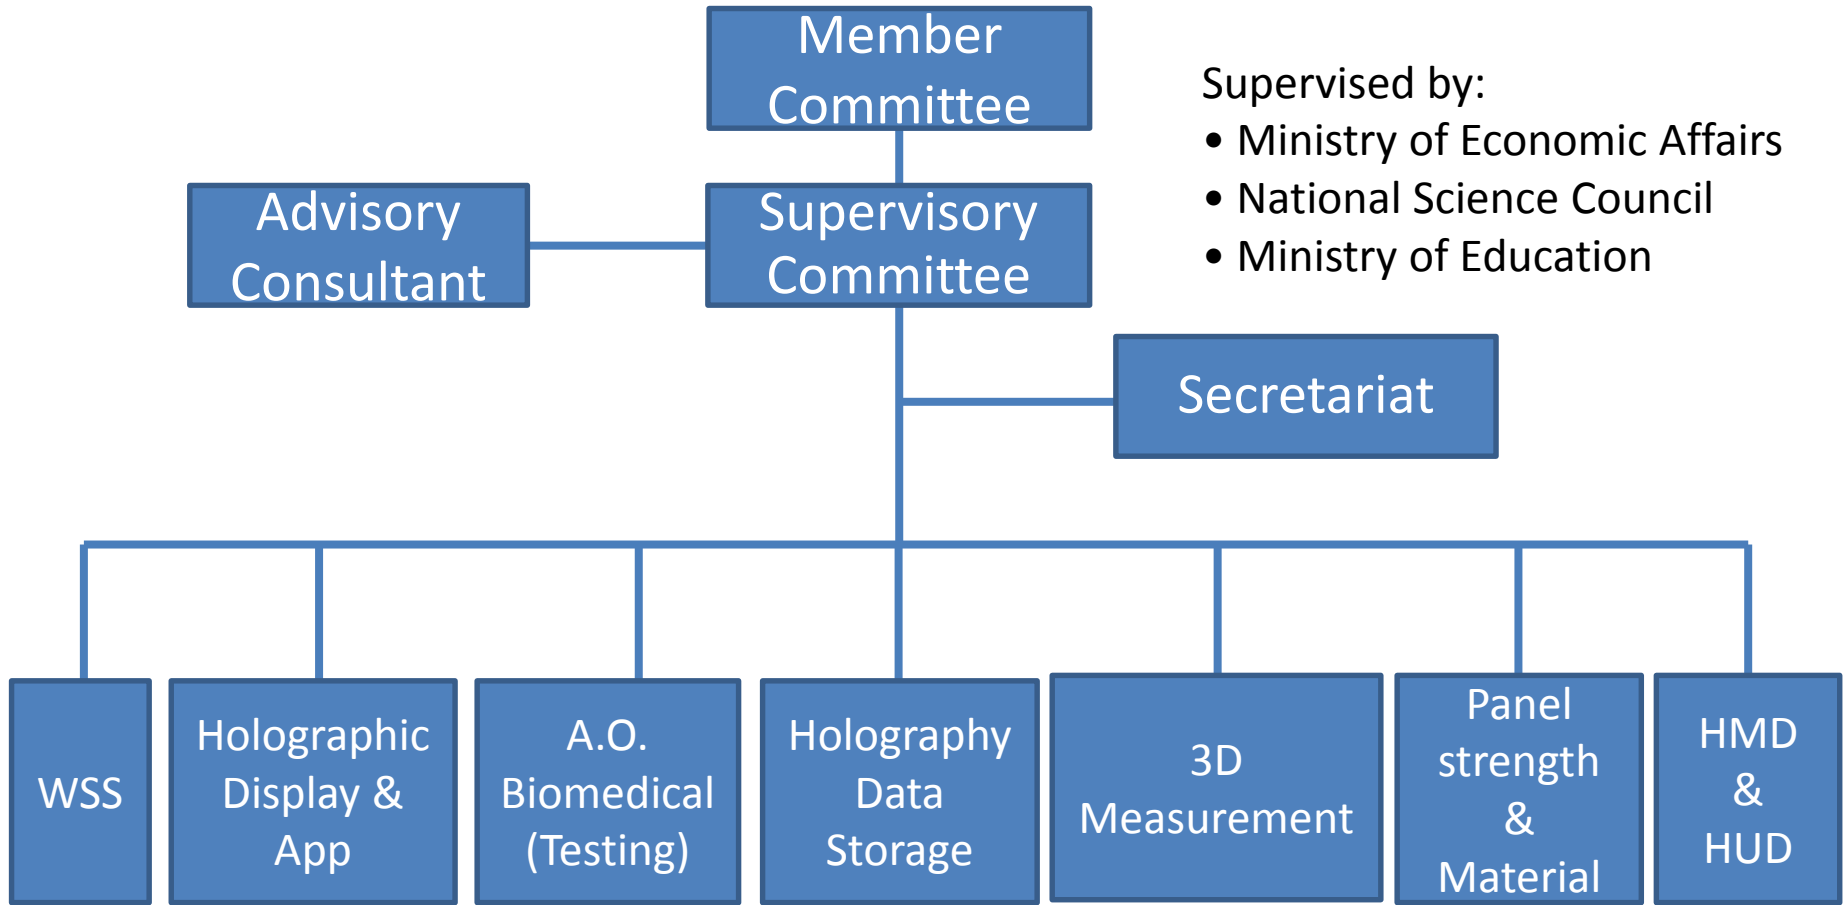 Member
Committee
Supervised by:
• Ministry of Economic Affairs
• National Science Council
• Ministry of Education
Advisory
Consultant
Supervisory
Committee
Secretariat
WSS
Holographic
Display &
App
A.O.
Biomedical
(Testing)
Holography
Data
Storage
3D
Measurement
Panel
strength
&
Material
HMD
&
HUD